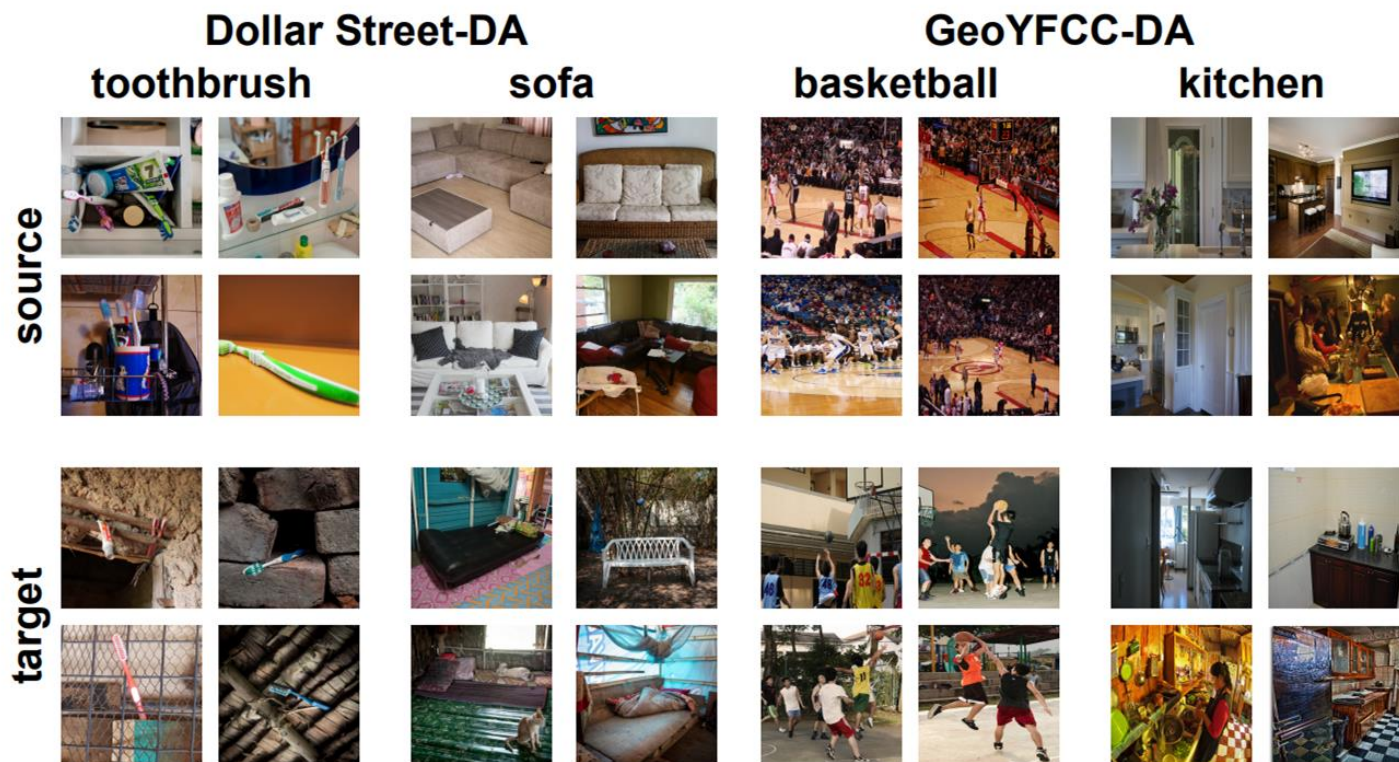 Dollar Street-DA
GeoYFCC-DA
toothbrush
sofa
basketball
kitchen
source
target